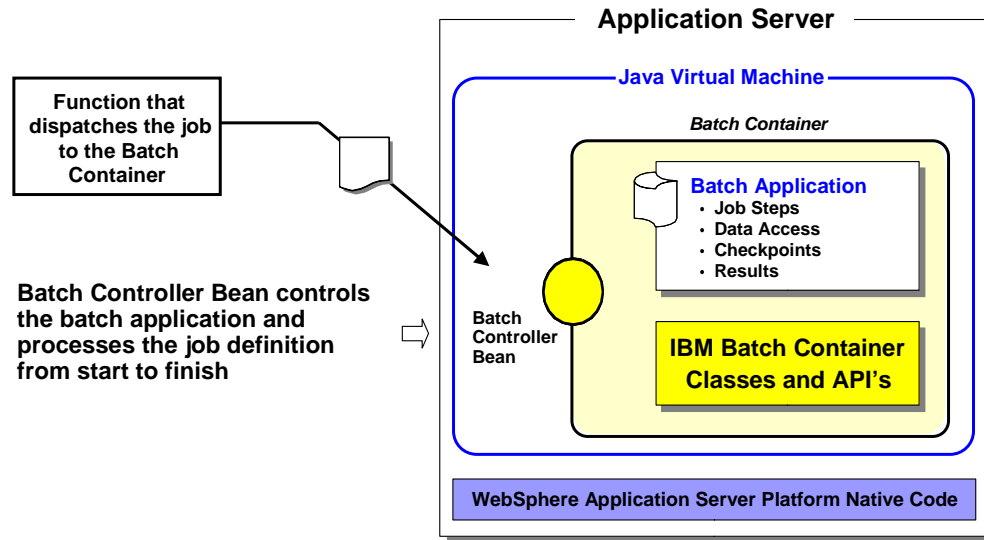 Application Server
Java Virtual Machine
Function that
dispatches the job
to the Batch
Container
Batch Container
Batch Application
• Job Steps
• Data Access
• Checkpoints
• Results
Batch Controller Bean controls
the batch application and
processes the job definition
from start to finish
Batch
Controller
Bean
IBM Batch Container
Classes and API's
WebSphere Application Server Platform Native Code